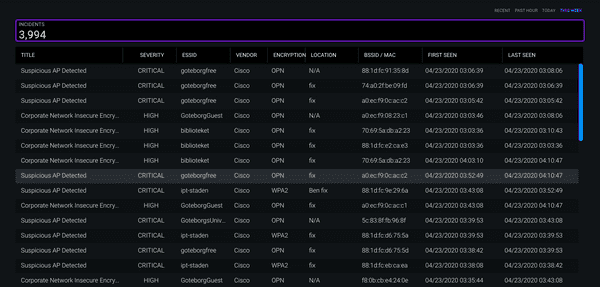 RECENT PAST HOUR TODAY THIS WEEK
INCIDENTS
3,994
TITLE SEVERITY ESSID VENDOR ENCRYPTION LOCATION BSSID / MAC FIRST SEEN LAST SEEN
Suspicious AP Detected CRITICAL goteborgfree Cisco OPN N/A 88.1d:fc:91:35:8d 04/23/2020 03:06:39 04/23/2020 03:08:06
Suspicious AP Detected CRITICAL goteborgfree Cisco OPN fix 74.a0:2f:be:09:fd 04/23/2020 03:06:39 04/23/2020 03:06:39
Suspicious AP Detected CRITICAL goteborgfree Cisco OPN fix a0:ec:f9:0c:ac:c2 04/23/2020 03:05:42 04/23/2020 03:05:42
Corporate Network Insecure Encry... HIGH GoteborgGuest Cisco OPN N/A a0:ec:f9:08:23:c1 04/23/2020 03:03:46 04/23/2020 03:08:06
Corporate Network Insecure Encry... HIGH biblioteket Cisco OPN fix 70:69:5a:db:a2:23 04/23/2020 03:03:36 04/23/2020 03:10:43
Corporate Network Insecure Encry... HIGH biblioteket Cisco OPN fix 88:1d:fc:e2:ca:e3 04/23/2020 03:03:36 04/23/2020 03:03:36
Corporate Network Insecure Encry... HIGH biblioteket Cisco OPN fix 70:69:5a:db:a2:23 04/23/2020 04:03:10 04/23/2020 04:10:47
Suspicious AP Detected CRITICAL goteborgfree Cisco OPN fix a0:ec:f9:0c:ac:c2 04/23/2020 03:52:49 04/23/2020 04:10:47
Suspicious AP Detected CRITICAL ipt-staden Cisco WPA2 Ben fix 88:1d:fc:9e:29:6a 04/23/2020 03:43:08 04/23/2020 03:52:49
Corporate Network Insecure Encry... HIGH GoteborgGuest Cisco OPN fix a0:ec:f9:0c:ac:c1 04/23/2020 03:43:08 04/23/2020 04:10:47
Suspicious AP Detected CRITICAL GoteborgsUniv... Cisco OPN N/A 5c:83:8f:fb:96:8f 04/23/2020 03:39:53 04/23/2020 03:43:08
Suspicious AP Detected CRITICAL ipt-staden Cisco WPA2 fix 88:1d:fc:d6:75:5a 04/23/2020 03:39:53 04/23/2020 03:39:53
Suspicious AP Detected CRITICAL goteborgfree Cisco OPN fix 88:1d:fc:d6:75:5d 04/23/2020 03:38:42 04/23/2020 03:39:53
Suspicious AP Detected CRITICAL ipt-staden Cisco WPA2 fix 88:1d:fc:eb:ca:ea 04/23/2020 03:38:08 04/23/2020 03:38:42
Corporate Network Insecure Encry... HIGH GoteborgGuest Cisco OPN N/A f8:0b:cb:e4:24:0e 04/23/2020 03:35:44 04/23/2020 04:10:47